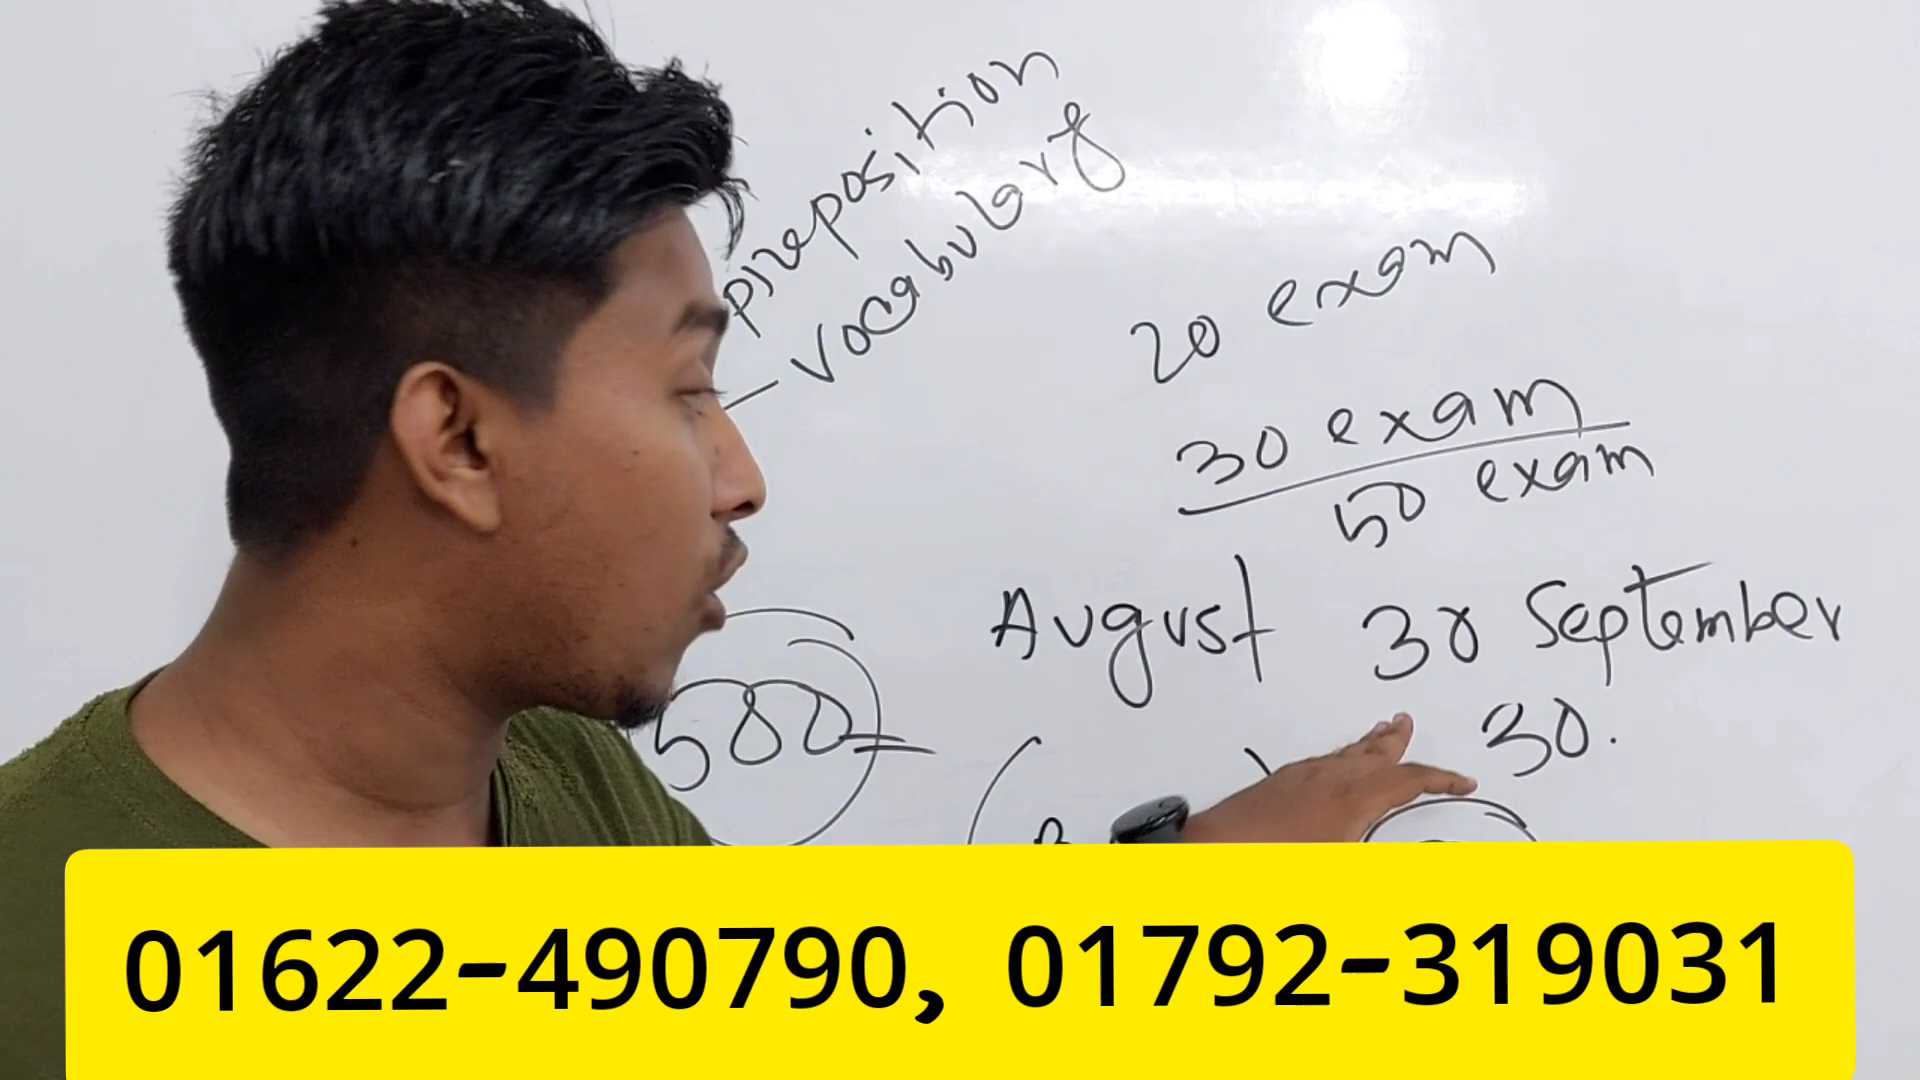 preposition
vocabulary
20 exam
30 exam
50 exam
August 30 September
30.
500
01622-490790, 01792-319031